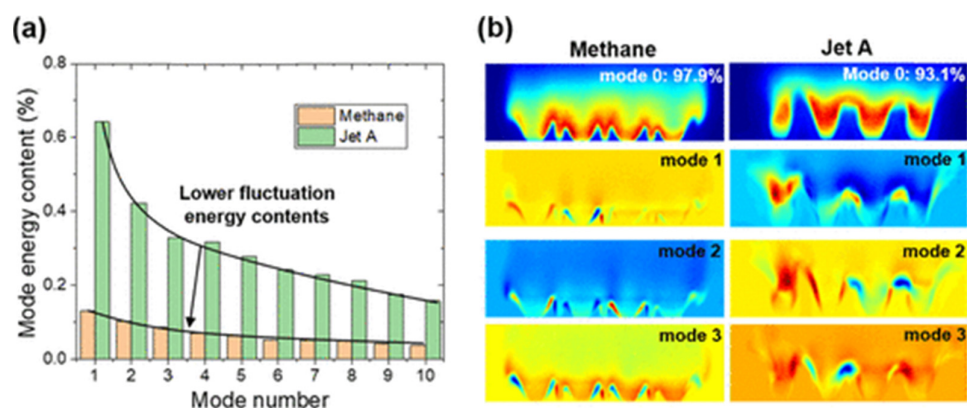 (a)
Mode energy content (%)
0.8
0.6
0.4
0.2
0.0
Methane
Jet A
Lower fluctuation
energy contents
1 2 3 4 5 6 7 8 9 10
Mode number
(b)
Methane
Jet A
mode 0: 97.9%
Mode 0: 93.1%
mode 1
mode 1
mode 2
mode 2
mode 3
mode 3